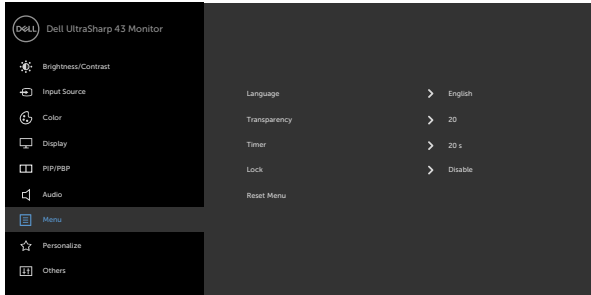 DELL Dell UltraSharp 43 Monitor
Brightness/Contrast
Input Source
Color
Display
PIP/PBP
Audio
Menu
Personalize
Others
Language English
Transparency 20
Timer 20 s
Lock Disable
Reset Menu